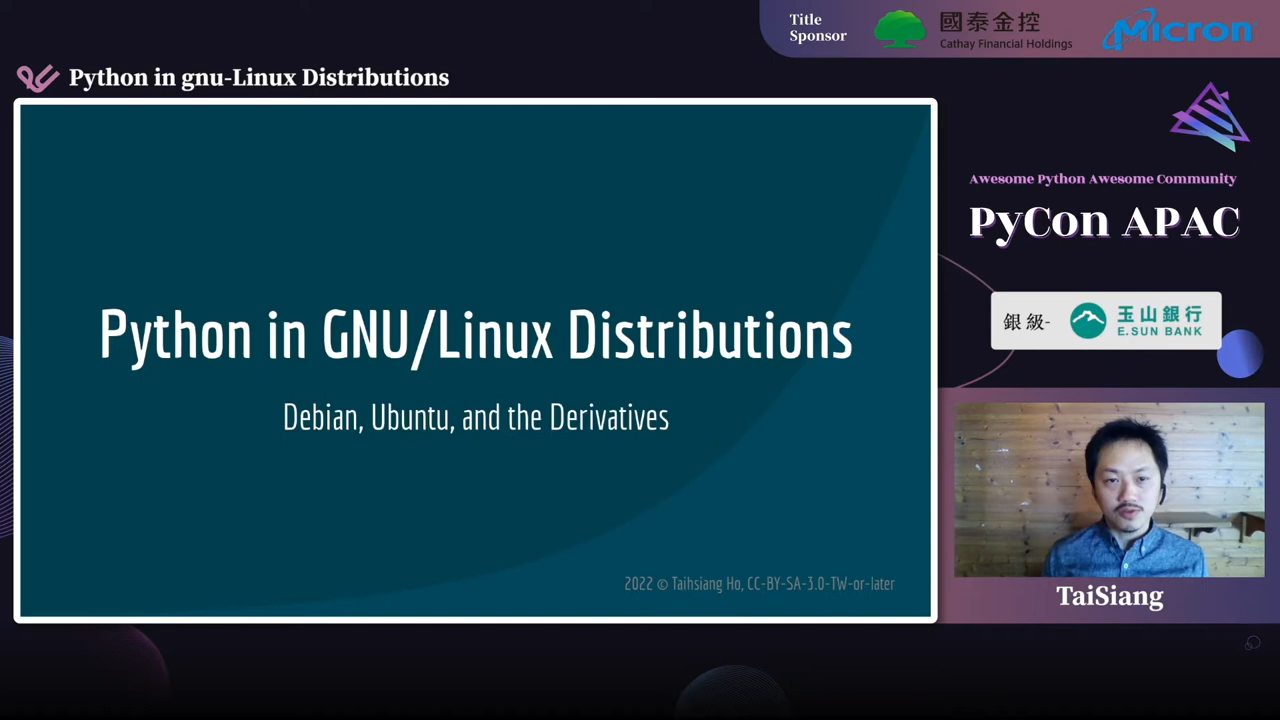 Title
Sponsor
國泰金控
Cathay Financial Holdings
Micron
Python in gnu-Linux Distributions
Python in GNU/Linux Distributions
Debian, Ubuntu, and the Derivatives
2022 © Taihsiang Ho, CC-BY-SA-3.0-TW-or-later
Awesome Python Awesome Community
PyCon APAC
銀級-
玉山銀行
E.SUN BANK
TaiSiang